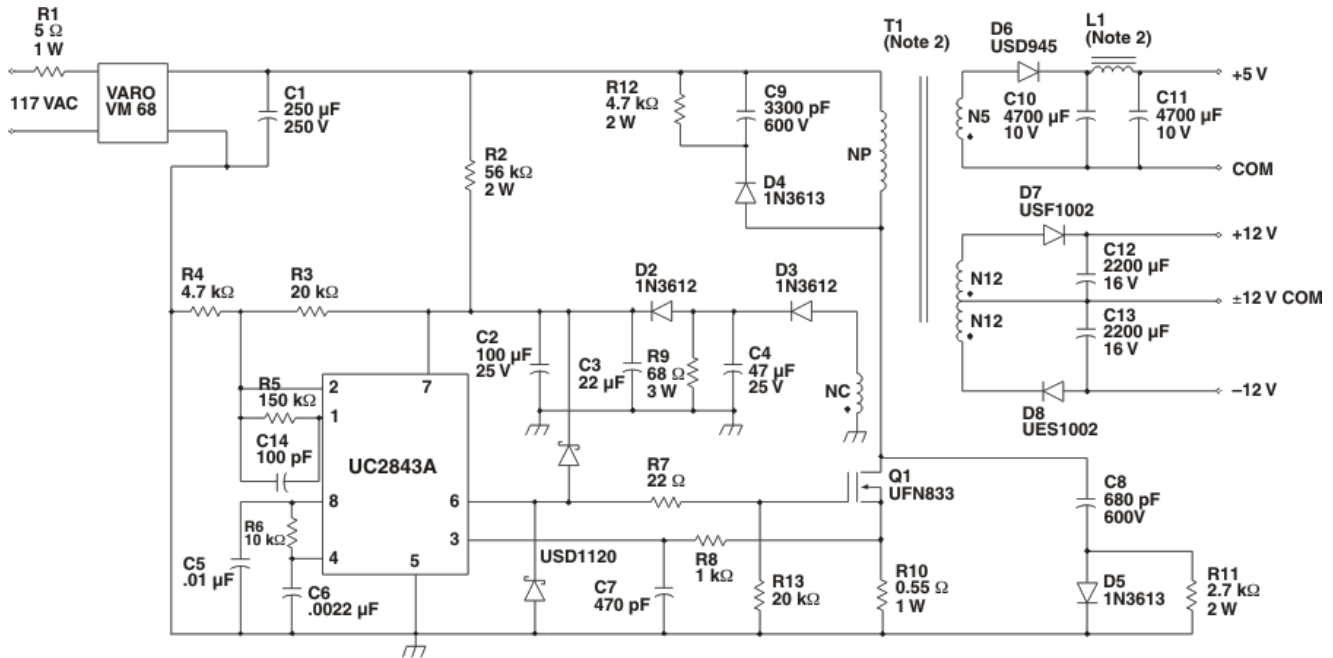 R1
5 Ω
1 W
117 VAC
VARO
VM 68
C1
250 µF
250 V
R2
56 kΩ
2 W
R12
4.7 kΩ
2 W
C9
3300 pF
600 V
D4
1N3613
NP
T1
(Note 2)
D6
USD945
L1
(Note 2)
N5
C10
4700 µF
10 V
C11
4700 µF
10 V
+5 V
COM
D7
USF1002
+12 V
N12
N12
C12
2200 µF
16 V
±12 V COM
C13
2200 µF
16 V
D8
UES1002
–12 V
R4
4.7 kΩ
R3
20 kΩ
D2
1N3612
D3
1N3612
C2
100 µF
25 V
C3
22 µF
R9
68 Ω
3 W
C4
47 µF
25 V
NC
R5
150 kΩ
C14
100 pF
2
7
1
UC2843A
8
6
3
4
5
R6
10 kΩ
C5
.01 µF
C6
.0022 µF
USD1120
R7
22 Ω
Q1
UFN833
R8
1 kΩ
C7
470 pF
R13
20 kΩ
R10
0.55 Ω
1 W
C8
680 pF
600V
D5
1N3613
R11
2.7 kΩ
2 W